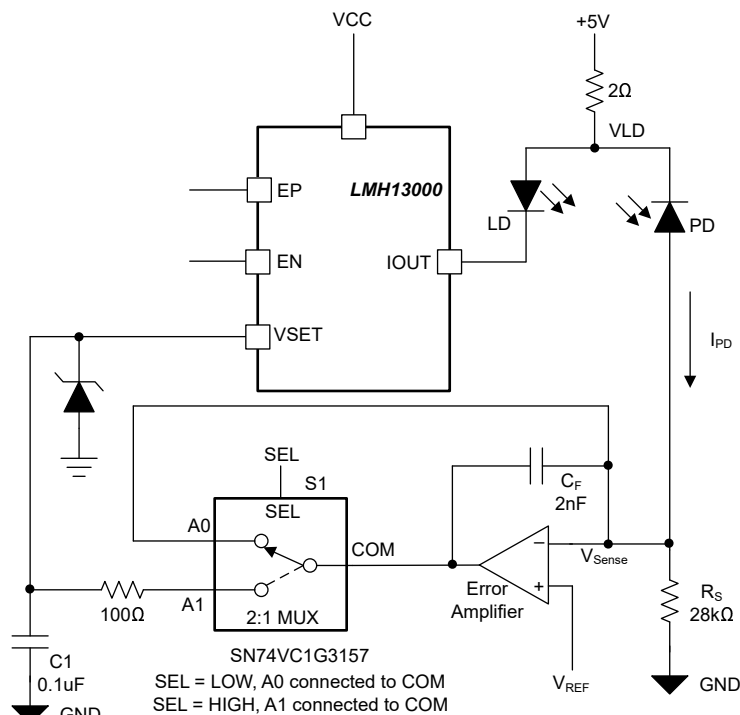 VCC
+5V
2Ω
VLD
EP
LMH13000
LD
PD
EN
IOUT
VSET
IPD
SEL
S1
SEL
CF
2nF
A0
COM
VSense
A1
100Ω
2:1 MUX
Error
Amplifier
RS
28kΩ
C1
0.1uF
SN74VC1G3157
VREF
GND
SEL = LOW, A0 connected to COM
SEL = HIGH, A1 connected to COM
GND